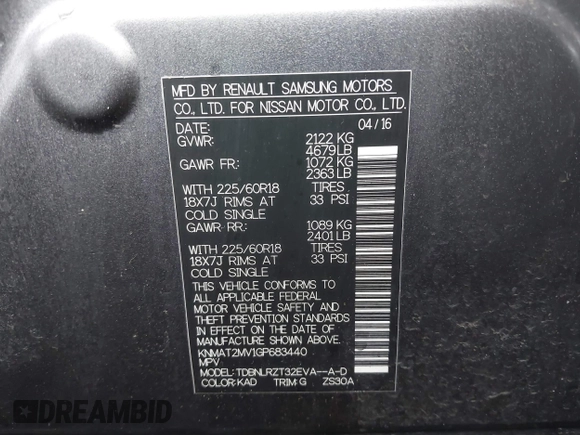 MFD BY RENAULT SAMSUNG MOTORS
CO., LTD. FOR NISSAN MOTOR CO., LTD.
DATE: 04/16
GVWR: 2122 KG
4679 LB
GAWR FR: 1072 KG
2363 LB
WITH 225/60R18 TIRES
18X7J RIMS AT 33 PSI
COLD SINGLE
GAWR RR: 1089 KG
2401 LB
WITH 225/60R18 TIRES
18X7J RIMS AT 33 PSI
COLD SINGLE
THIS VEHICLE CONFORMS TO
ALL APPLICABLE FEDERAL
MOTOR VEHICLE SAFETY AND
THEFT PREVENTION STANDARDS
IN EFFECT ON THE DATE OF
MANUFACTURE SHOWN ABOVE.
KNMAT2MV1GP683440
MPV
MODEL: TDBNLRZT32EVA--A-D
COLOR: KAD TRIM: G ZS30A
RebrowseAuto.com